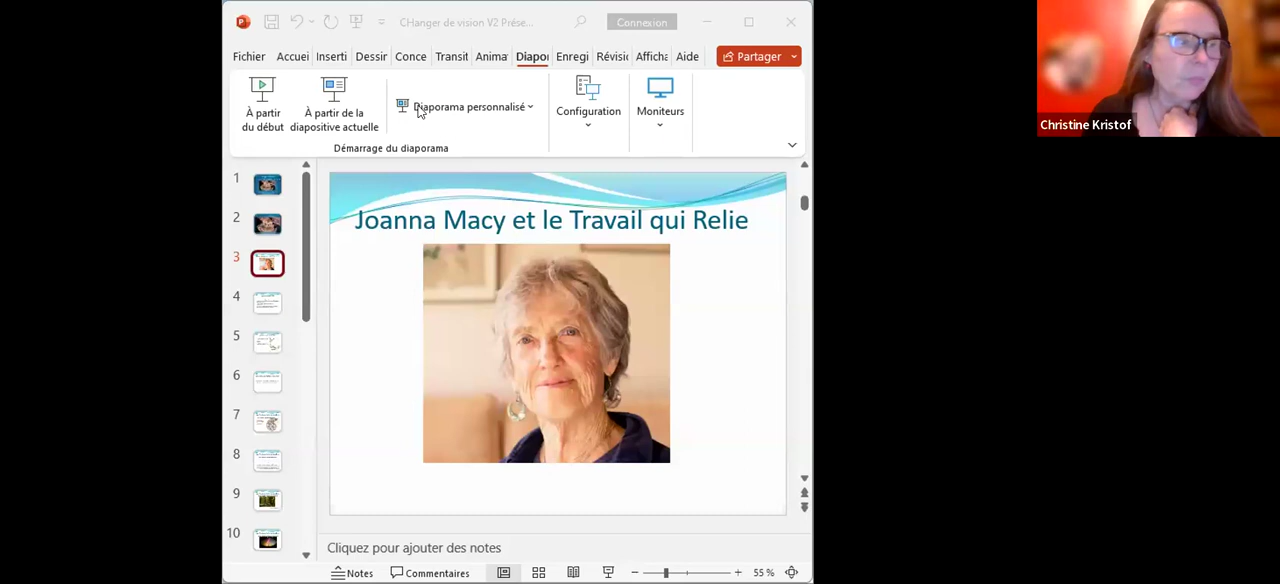 CHanger de vision V2 Prése...
Connexion
Fichier Accuei Inserti Dessir Conce Transit Anima Diapor Enregi Révisic Afficha Aide Partager
À partir du début
À partir de la diapositive actuelle
Diaporama personnalisé
Configuration
Moniteurs
Démarrage du diaporama
Christine Kristof
1
2
3
4
5
6
7
8
9
10
Joanna Macy et le Travail qui Relie
Cliquez pour ajouter des notes
Notes Commentaires 55 %